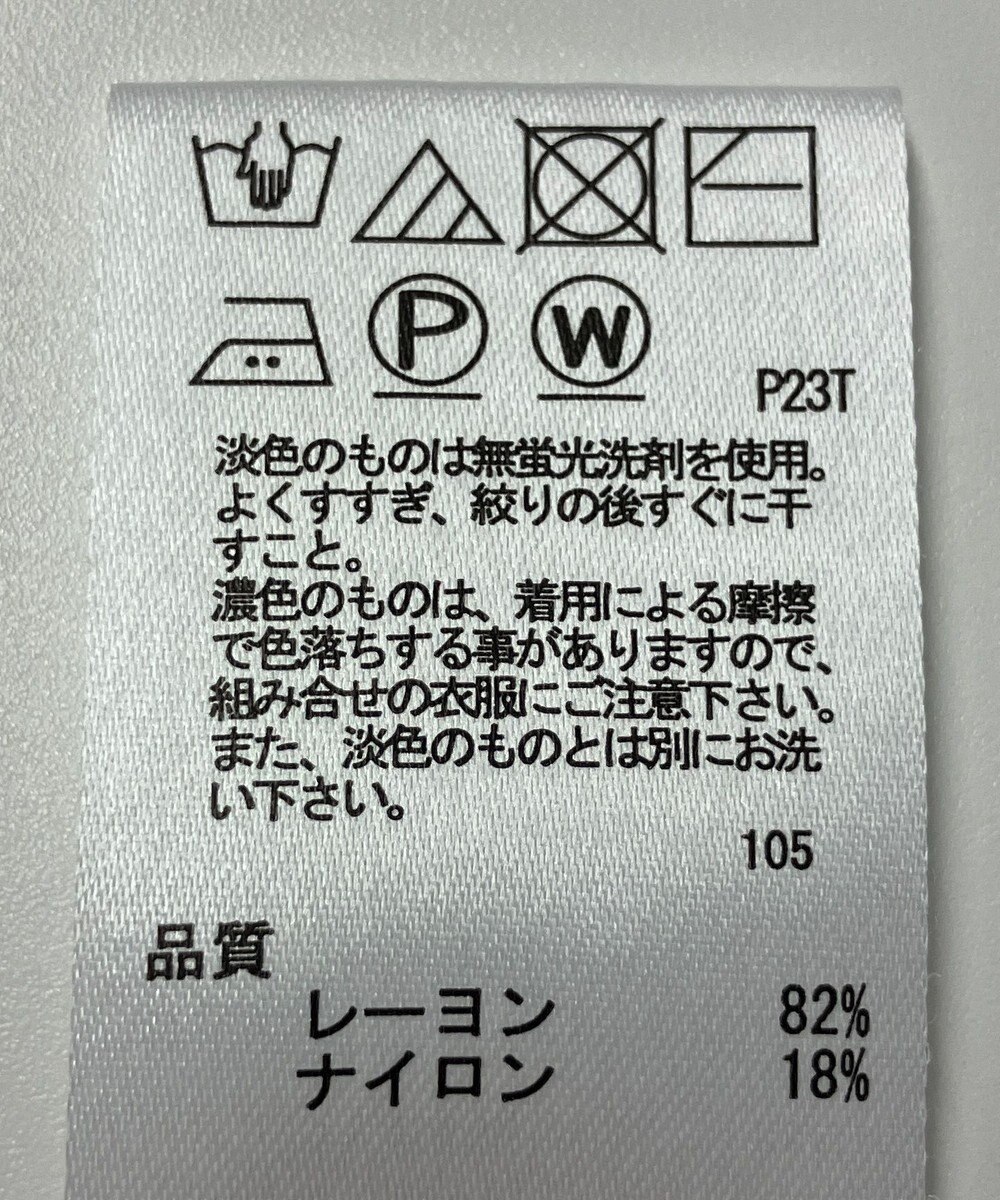 P W
P23T
淡色のものは無蛍光洗剤を使用。
よくすすぎ、絞りの後すぐに干
すこと。
濃色のものは、着用による摩擦
で色落ちする事がありますので、
組み合せの衣服にご注意下さい。
また、淡色のものとは別にお洗
い下さい。
105
品質
レーヨン 82%
ナイロン 18%